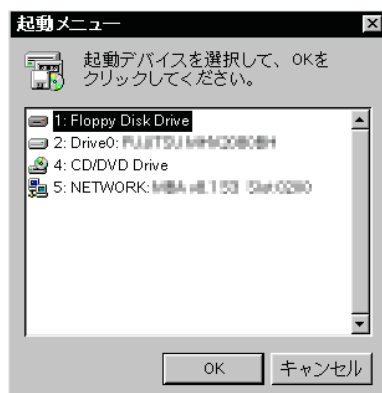 起動メニュー
起動デバイスを選択して、OKを
クリックしてください。
1: Floppy Disk Drive
2: Drive0:
4: CD/DVD Drive
5: NETWORK:
OK
キャンセル